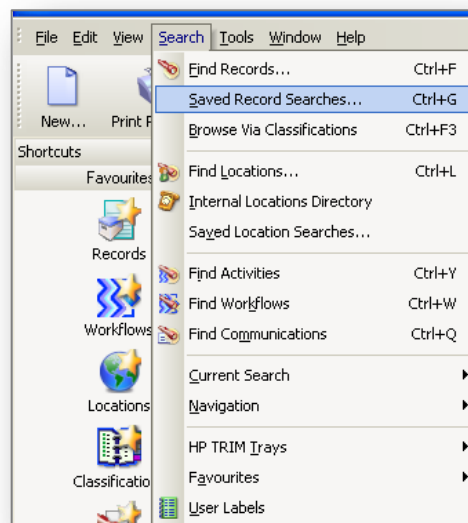 File Edit View Search Tools Window Help
New...
Print
Shortcuts
Favourites
Records
Workflows
Locations
Find Records... Ctrl+F
Saved Record Searches... Ctrl+G
Browse Via Classifications Ctrl+F3
Find Locations... Ctrl+L
Internal Locations Directory
Saved Location Searches...
Find Activities Ctrl+Y
Find Workflows Ctrl+W
Find Communications Ctrl+Q
Current Search
Navigation
HP TRIM Trays
Favourites
User Labels